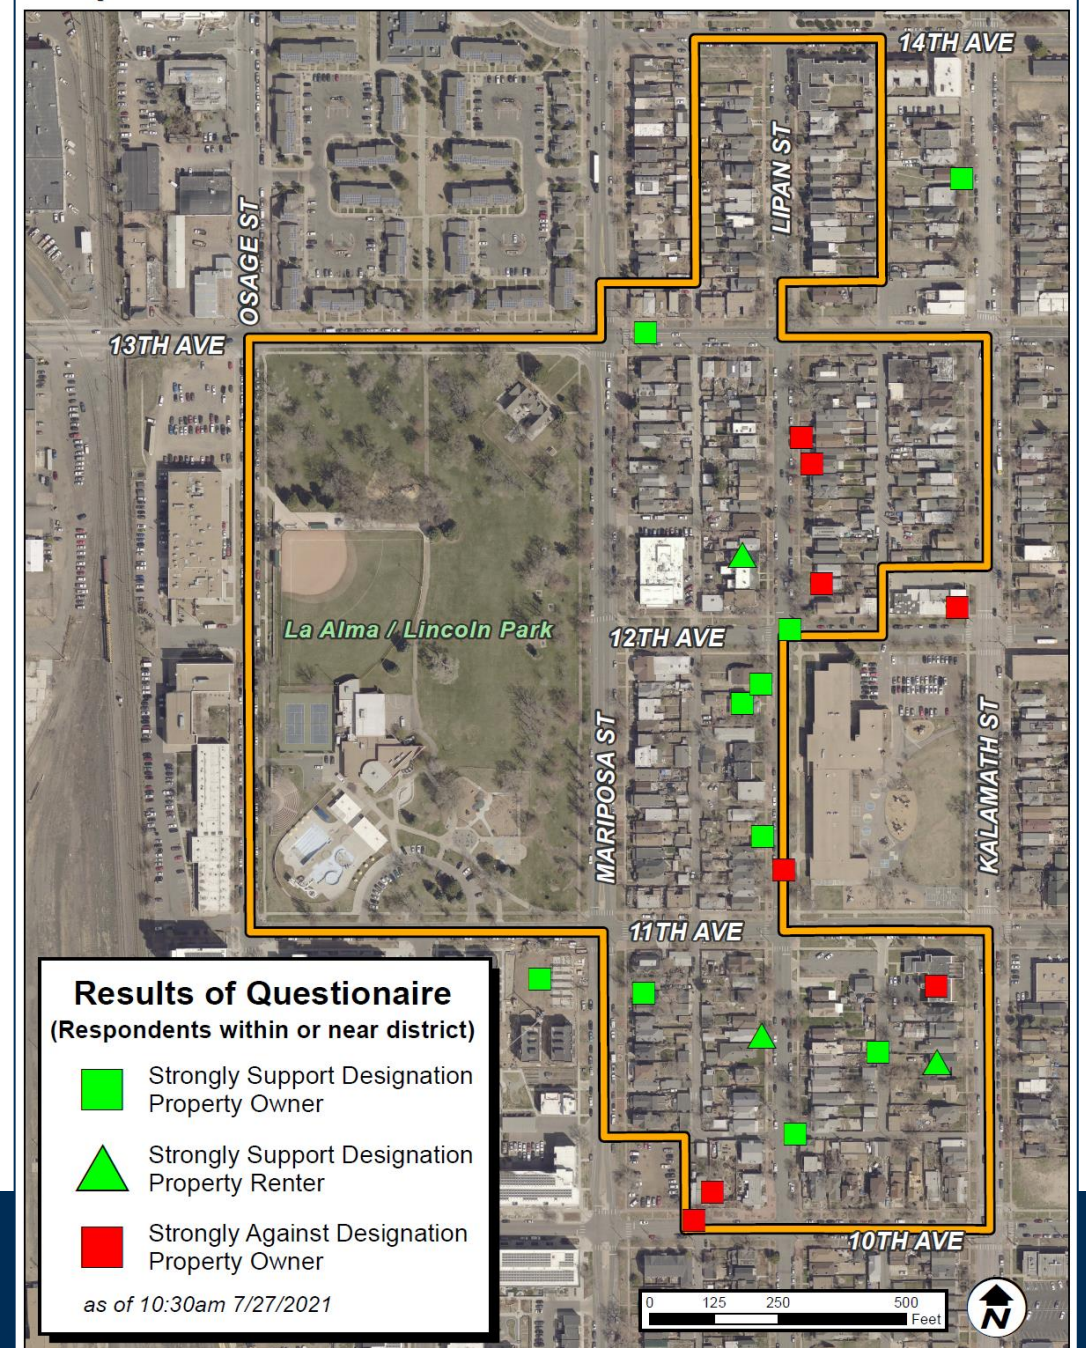 14TH AVE
LIPAN ST
OSAGE ST
13TH AVE
La Alma / Lincoln Park
12TH AVE
MARIPOSA ST
KALAMATH ST
11TH AVE
Results of Questionaire
(Respondents within or near district)
Strongly Support Designation
Property Owner
Strongly Support Designation
Property Renter
Strongly Against Designation
Property Owner
as of 10:30am 7/27/2021
10TH AVE
0 125 250 500
Feet
N